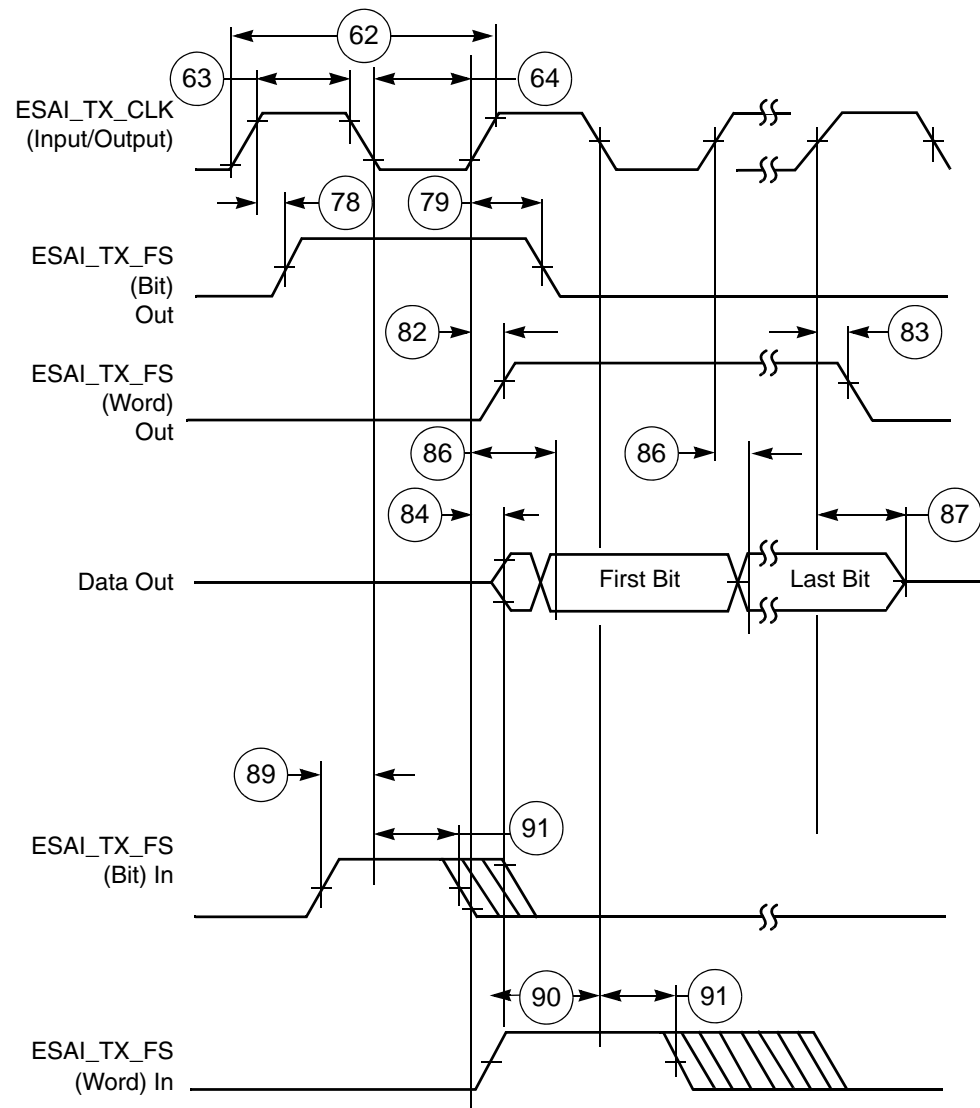 62
63
64
ESAI_TX_CLK
(Input/Output)
78
79
ESAI_TX_FS
(Bit)
Out
82
83
ESAI_TX_FS
(Word)
Out
86
86
84
87
Data Out
First Bit
Last Bit
89
91
ESAI_TX_FS
(Bit) In
90
91
ESAI_TX_FS
(Word) In